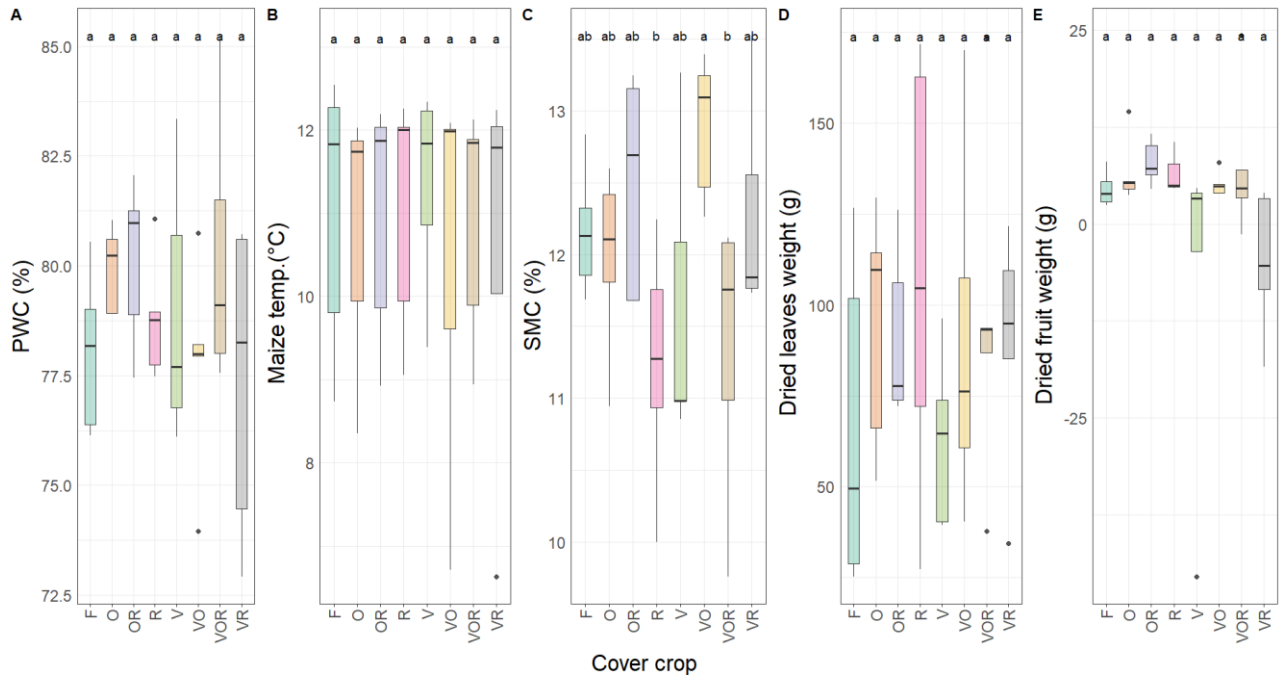 A B C D E
PWC (%)
85.0
82.5
80.0
77.5
75.0
72.5
a a a a a a a a
F O OR R V VO VOR VR
Maize temp.(°C)
12
10
8
a a a a a a a a
F O OR R V VO VOR VR
SMC (%)
13
12
11
10
ab ab ab b ab a b ab
F O OR R V VO VOR VR
Dried leaves weight (g)
150
100
50
a a a a a a a a
F O OR R V VO VOR VR
Dried fruit weight (g)
25
0
-25
a a a a a a a a
F O OR R V VO VOR VR
Cover crop